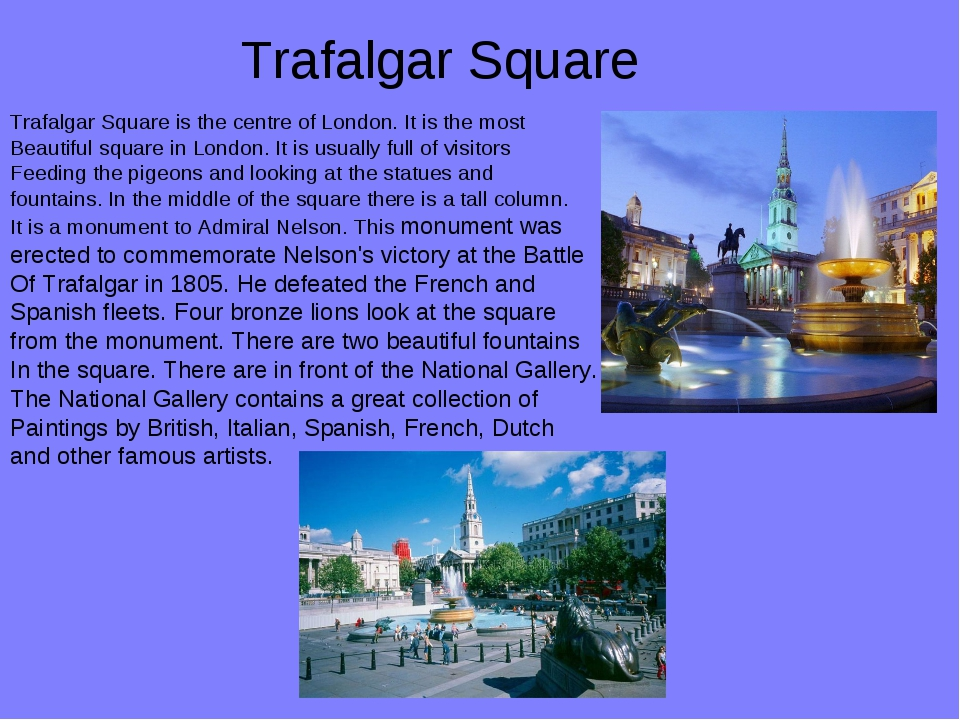 Trafalgar Square
Trafalgar Square is the centre of London. It is the most
Beautiful square in London. It is usually full of visitors
Feeding the pigeons and looking at the statues and
fountains. In the middle of the square there is a tall column.
It is a monument to Admiral Nelson. This monument was
erected to commemorate Nelson's victory at the Battle
Of Trafalgar in 1805. He defeated the French and
Spanish fleets. Four bronze lions look at the square
from the monument. There are two beautiful fountains
In the square. There are in front of the National Gallery.
The National Gallery contains a great collection of
Paintings by British, Italian, Spanish, French, Dutch
and other famous artists.